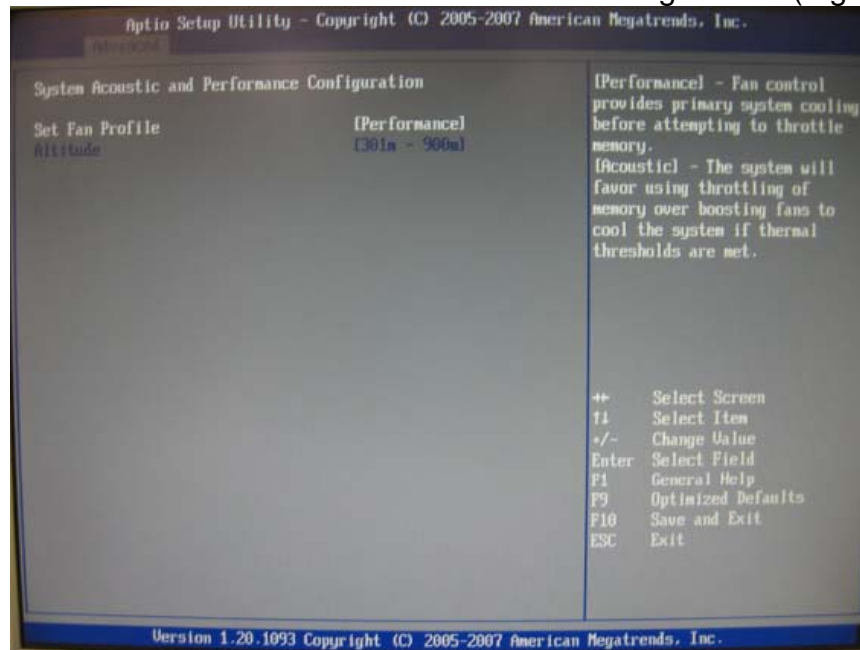 Aptio Setup Utility - Copyright (C) 2005-2007 American Megatrends, Inc.
Advanced
System Acoustic and Performance Configuration
Set Fan Profile [Performance]
Altitude [301m - 900m]
[Performance] - Fan control
provides primary system cooling
before attempting to throttle
memory.
[Acoustic] - The system will
favor using throttling of
memory over boosting fans to
cool the system if thermal
thresholds are met.
→← Select Screen
↑↓ Select Item
+/- Change Value
Enter Select Field
F1 General Help
F9 Optimized Defaults
F10 Save and Exit
ESC Exit
Version 1.20.1093 Copyright (C) 2005-2007 American Megatrends, Inc.